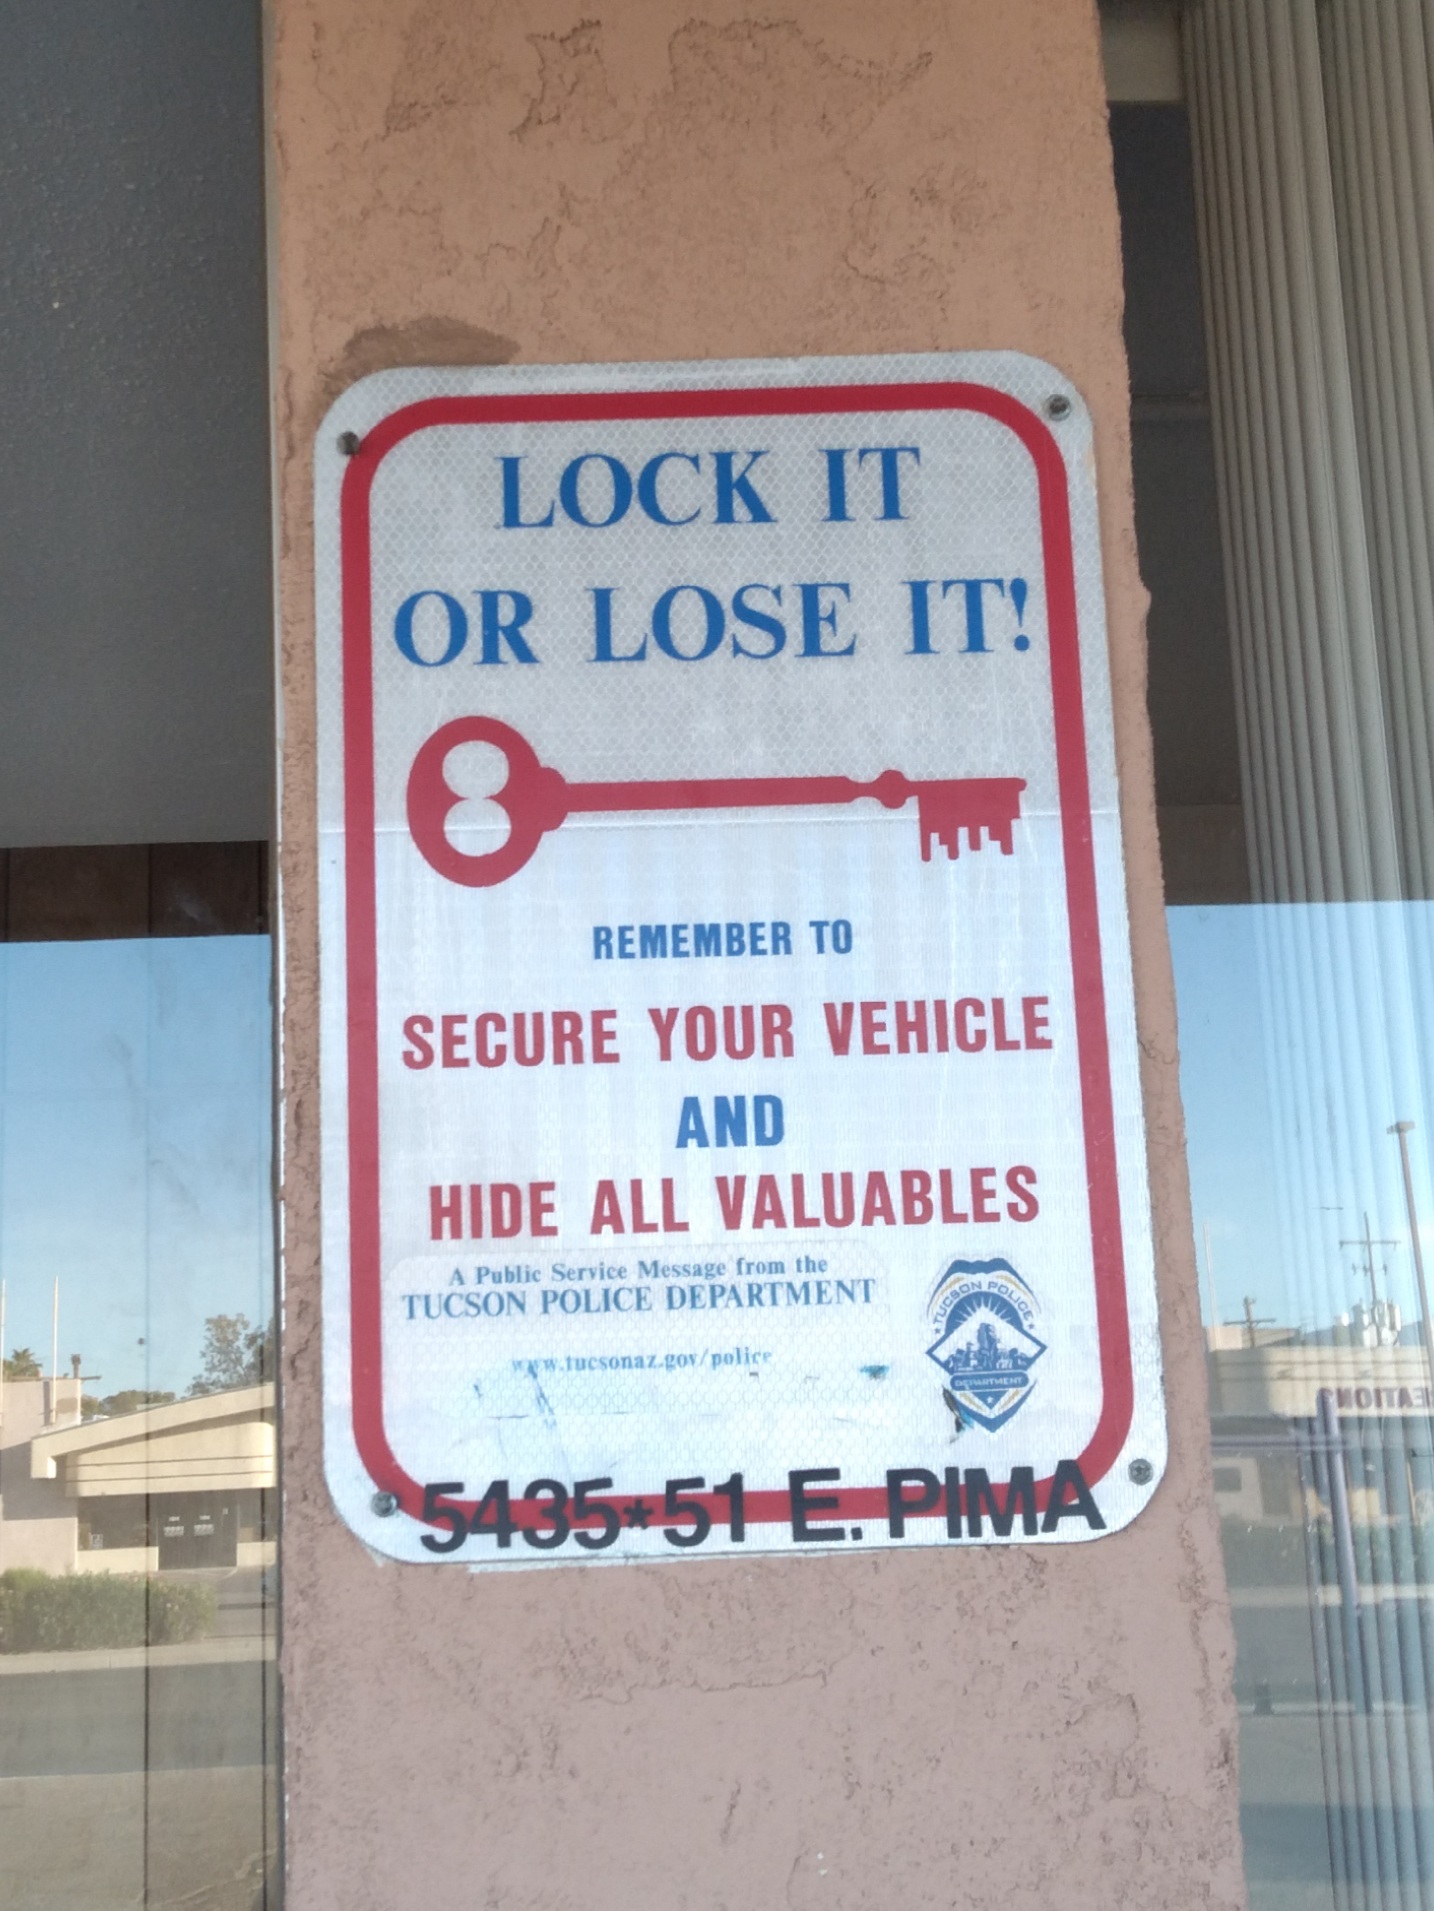 LOCK IT
OR LOSE IT!
REMEMBER TO
SECURE YOUR VEHICLE
AND
HIDE ALL VALUABLES
A Public Service Message from the
TUCSON POLICE DEPARTMENT
www.tucsonaz.gov/police
TUCSON POLICE
DEPARTMENT
5435*51 E. PIMA